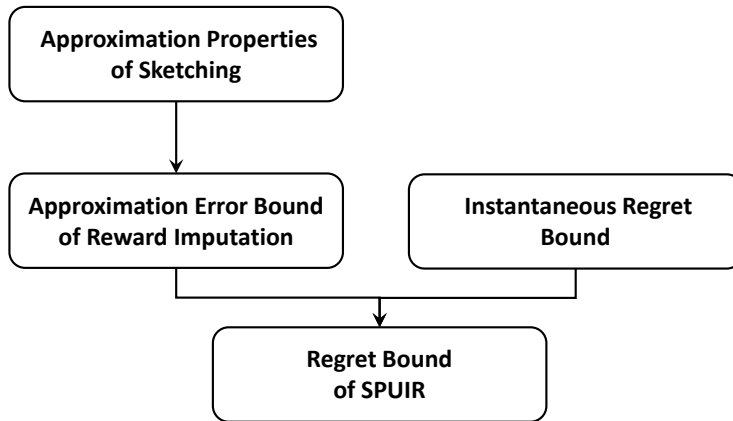 Approximation Properties
of Sketching
Approximation Error Bound
of Reward Imputation
Instantaneous Regret
Bound
Regret Bound
of SPUIR